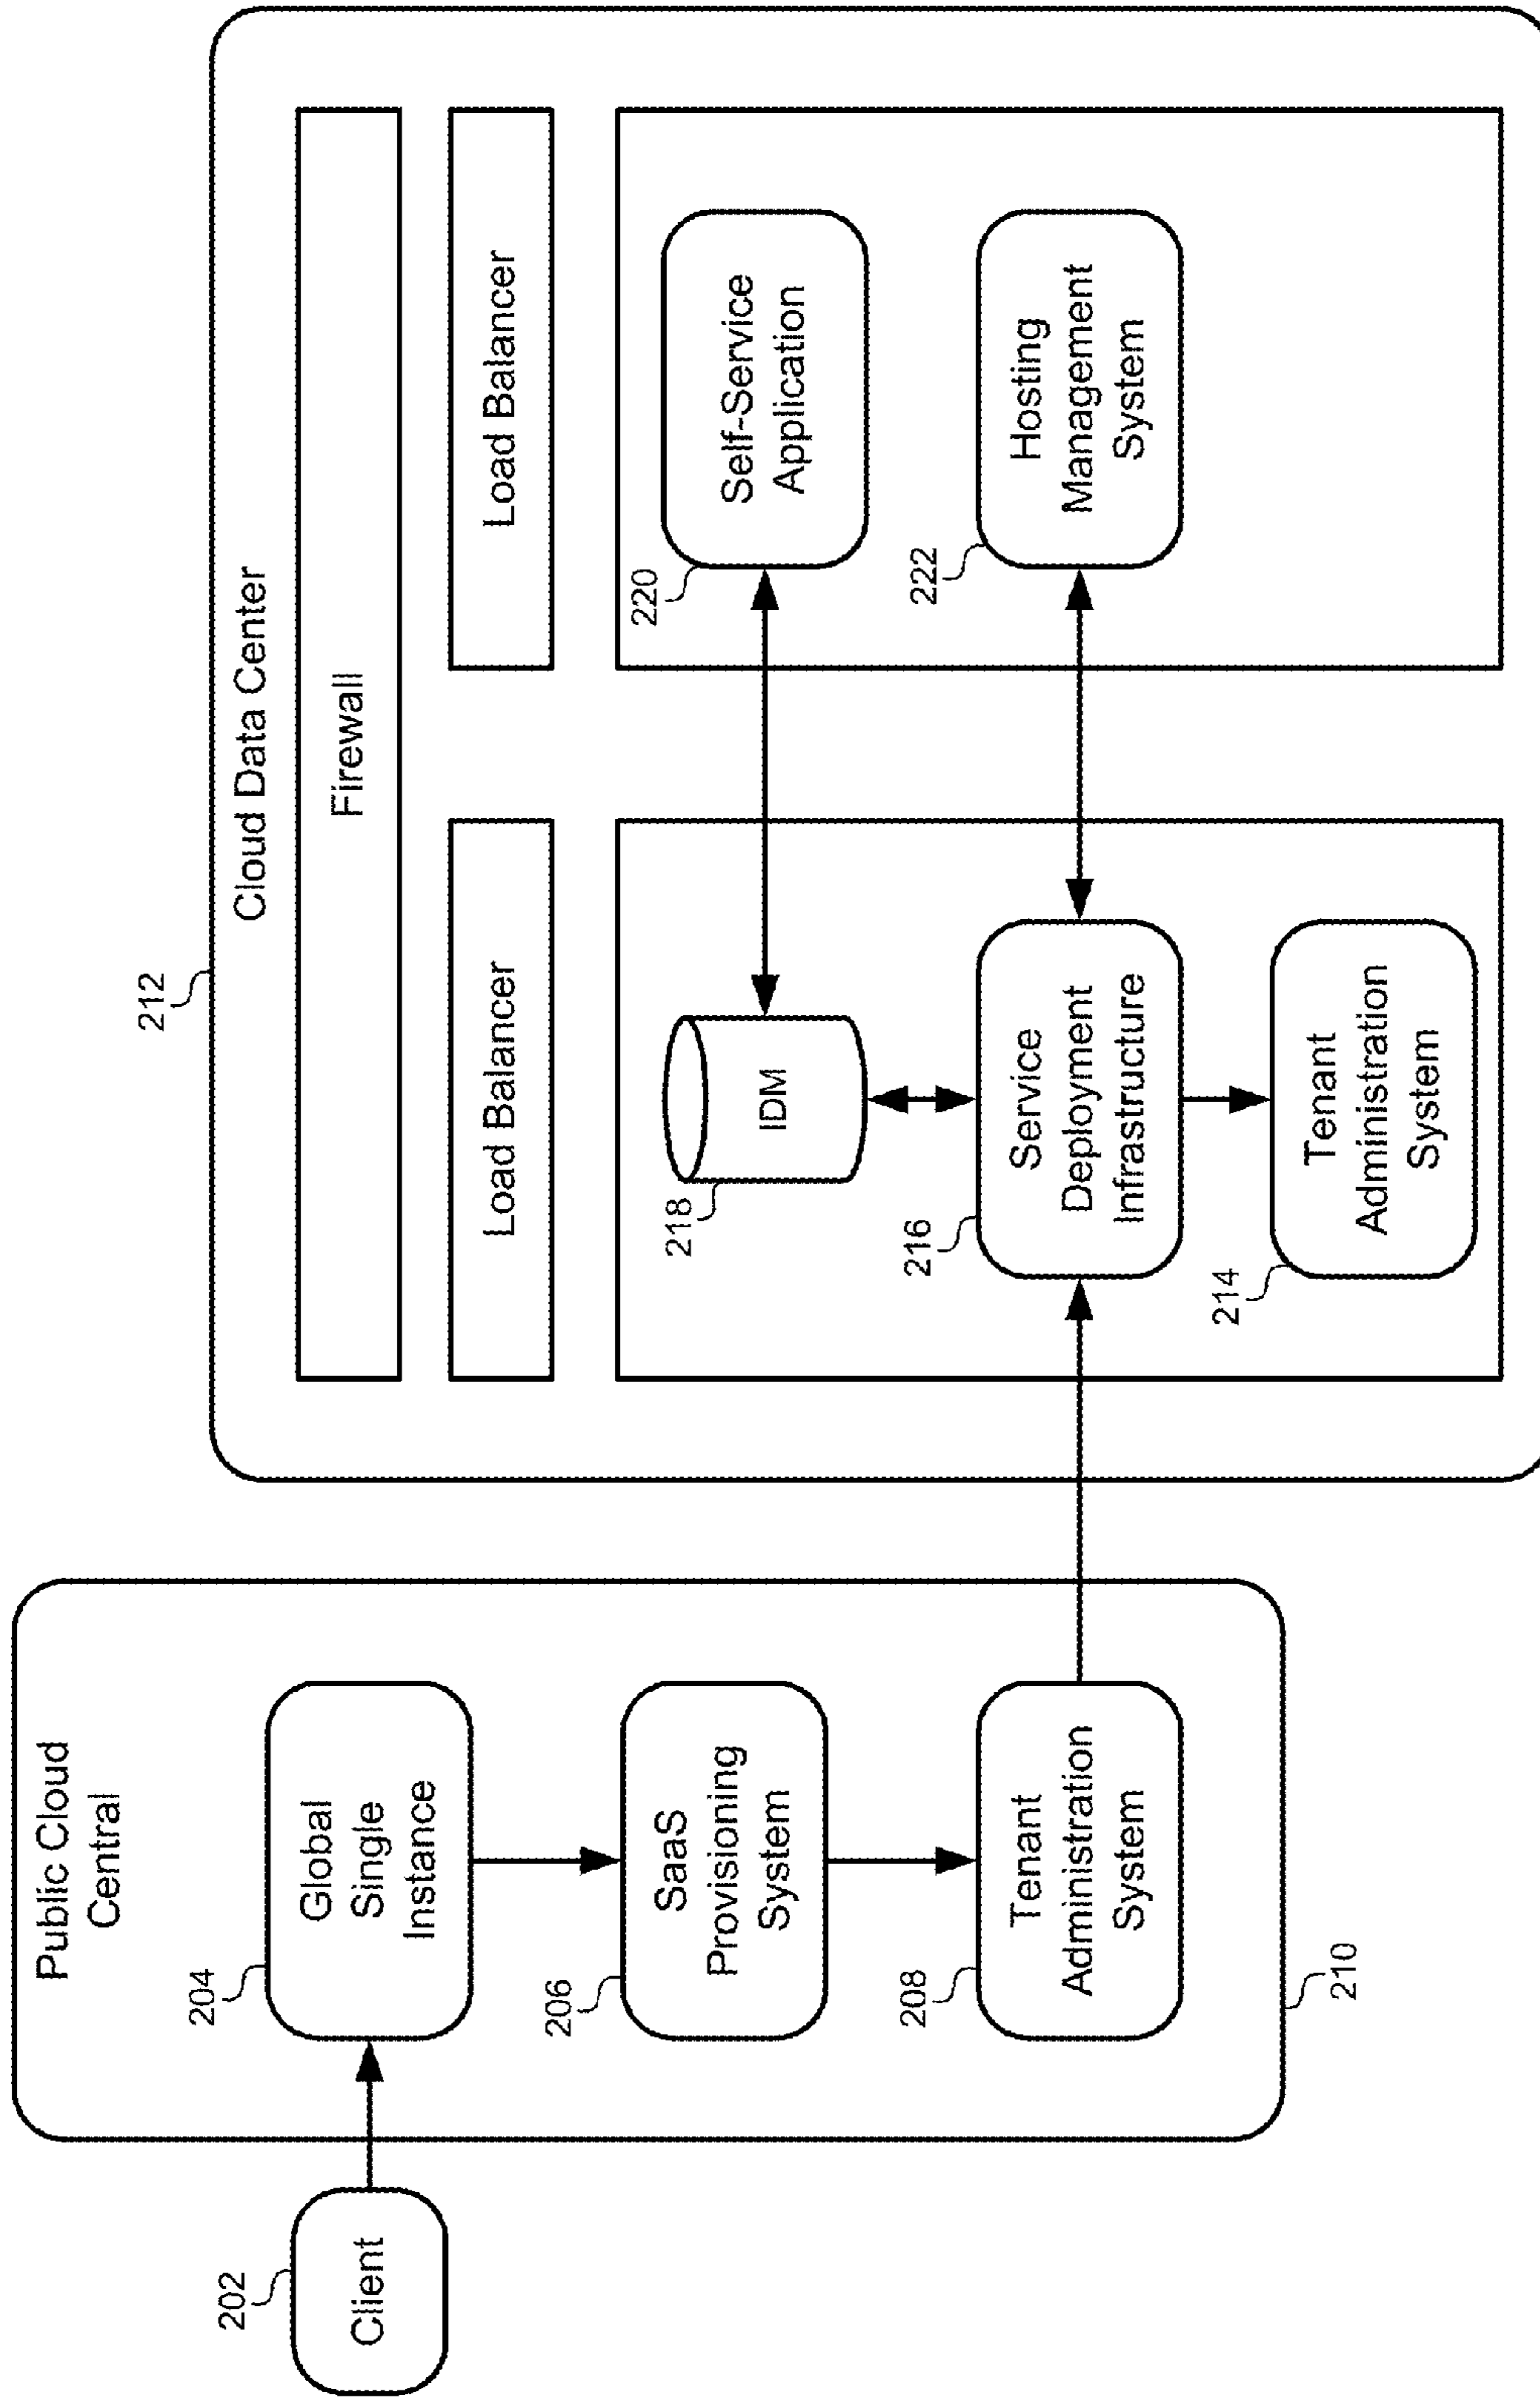 202
Client
Public Cloud
Central
204
Global
Single
Instance
206
SaaS
Provisioning
System
208
Tenant
Administration
System
210
212
Cloud Data Center
Firewall
Load Balancer
Load Balancer
218
IDM
216
Service
Deployment
Infrastructure
214
Tenant
Administration
System
220
Self-Service
Application
222
Hosting
Management
System